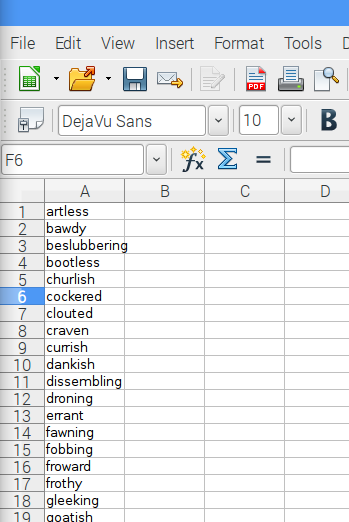 File Edit View Insert Format Tools D
PDF
DejaVu Sans 10 B
F6 fx Σ =
A B C D
1 artless
2 bawdy
3 beslubbering
4 bootless
5 churlish
6 cockered
7 clouted
8 craven
9 currish
10 dankish
11 dissembling
12 droning
13 errant
14 fawning
15 fobbing
16 froward
17 frothy
18 gleeking
19 goatish